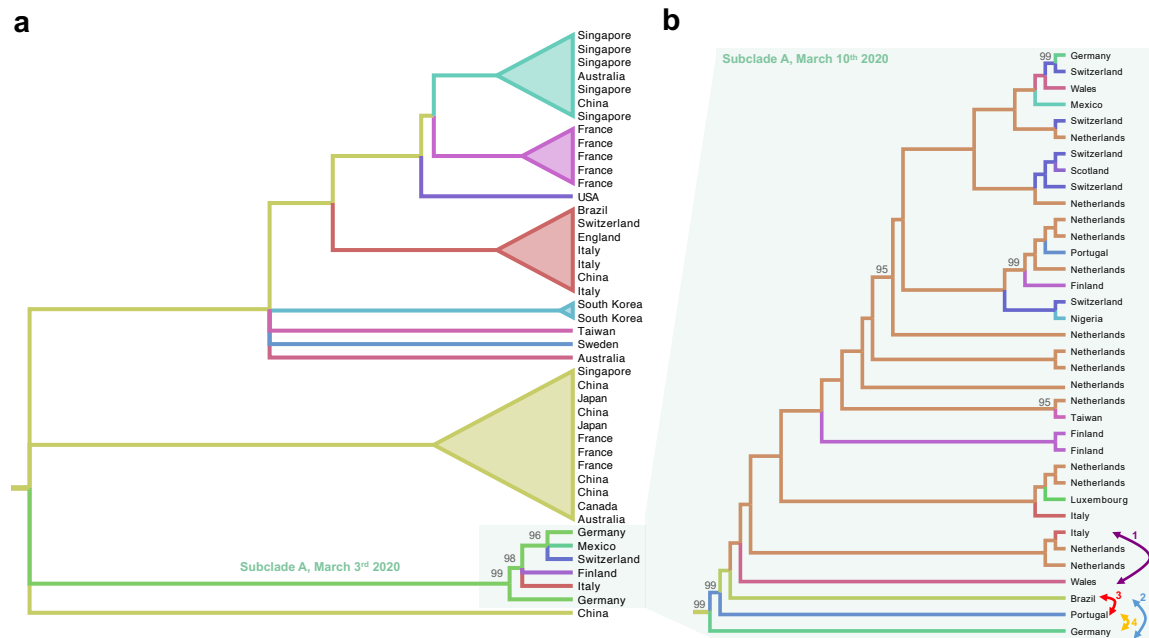 a
Singapore
Singapore
Singapore
Australia
Singapore
China
Singapore
France
France
France
France
France
USA
Brazil
Switzerland
England
Italy
Italy
China
Italy
South Korea
South Korea
Taiwan
Sweden
Australia
Singapore
China
Japan
China
Japan
France
France
France
China
China
Canada
Australia
96
98
99
Germany
Mexico
Switzerland
Finland
Italy
Germany
China
Subclade A, March 3rd 2020
b
Subclade A, March 10th 2020
99
Germany
Switzerland
Wales
Mexico
Switzerland
Netherlands
Switzerland
Scotland
Switzerland
Netherlands
Netherlands
Netherlands
Portugal
99
Netherlands
95
Finland
Switzerland
Nigeria
Netherlands
Netherlands
Netherlands
Netherlands
95
Netherlands
Taiwan
Finland
Finland
Netherlands
Netherlands
Luxembourg
Italy
Italy
1
Netherlands
Netherlands
Wales
99
Brazil
3
2
99
Portugal
4
Germany